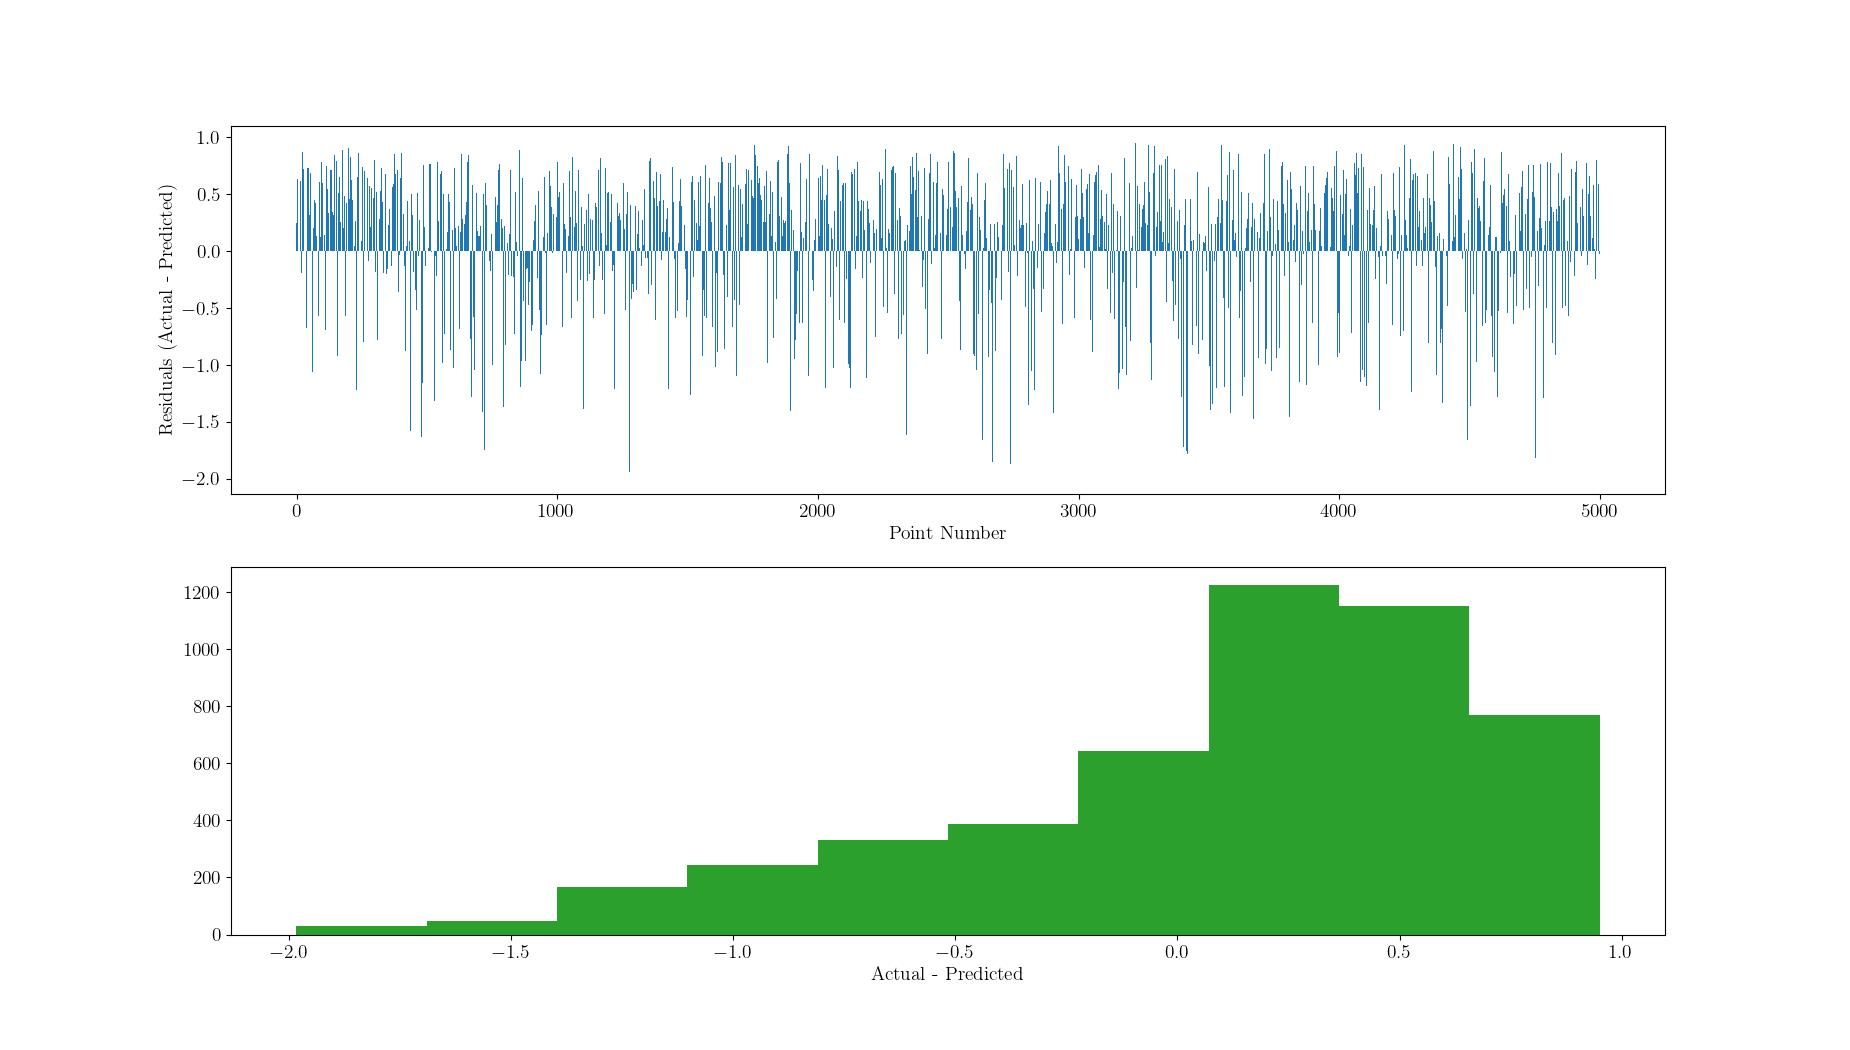 1.0
0.5
0.0
−0.5
−1.0
−1.5
−2.0
Residuals (Actual - Predicted)
0 1000 2000 3000 4000 5000
Point Number
1200
1000
800
600
400
200
0
−2.0 −1.5 −1.0 −0.5 0.0 0.5 1.0
Actual - Predicted